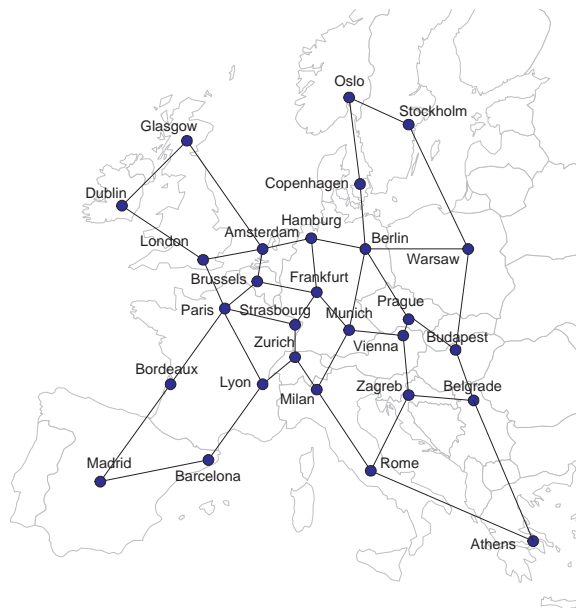 Oslo
Stockholm
Glasgow
Copenhagen
Dublin
Hamburg
Amsterdam
London
Berlin
Warsaw
Brussels
Frankfurt
Paris
Strasbourg
Munich
Prague
Zurich
Vienna
Budapest
Bordeaux
Lyon
Milan
Zagreb
Belgrade
Madrid
Barcelona
Rome
Athens